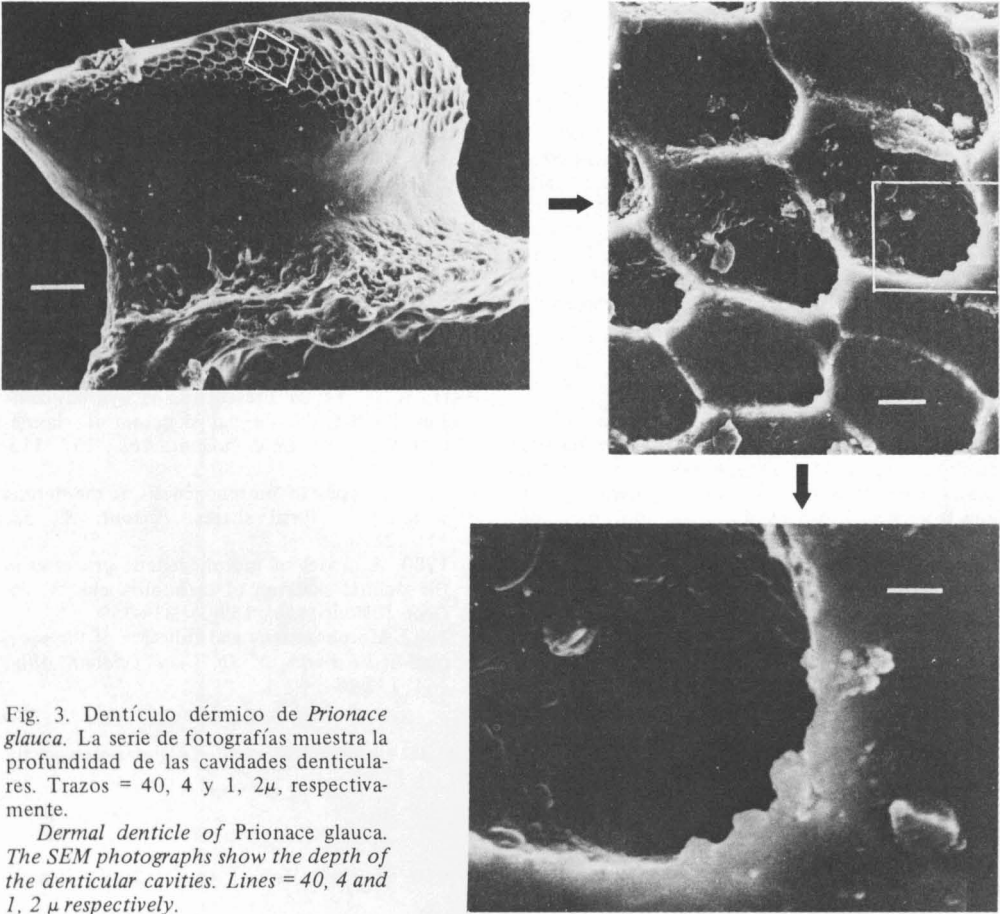 Fig. 3. Dentículo dérmico de Prionace
glauca. La serie de fotografías muestra la
profundidad de las cavidades denticula-
res. Trazos = 40, 4 y 1, 2μ, respectiva-
mente.
Dermal denticle of Prionace glauca.
The SEM photographs show the depth of
the denticular cavities. Lines = 40, 4 and
1, 2 μ respectively.